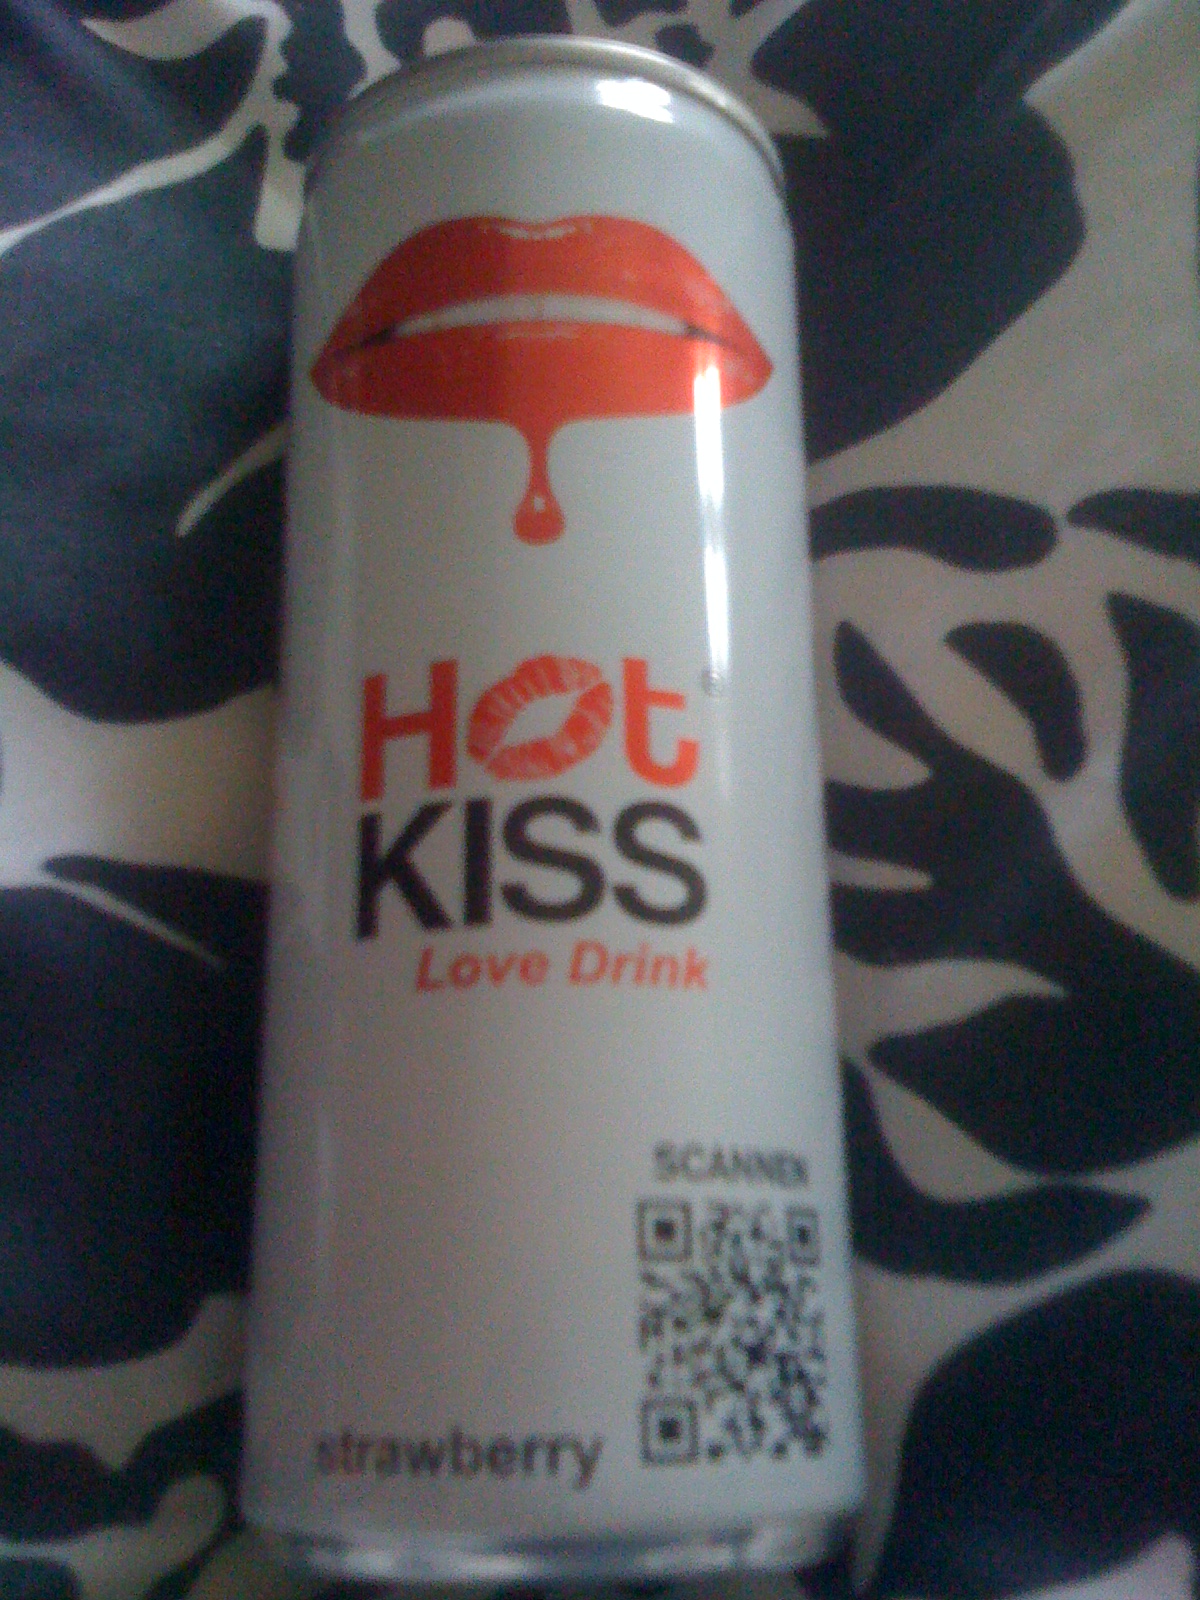 Hot
KISS
Love Drink
SCANNEN
strawberry